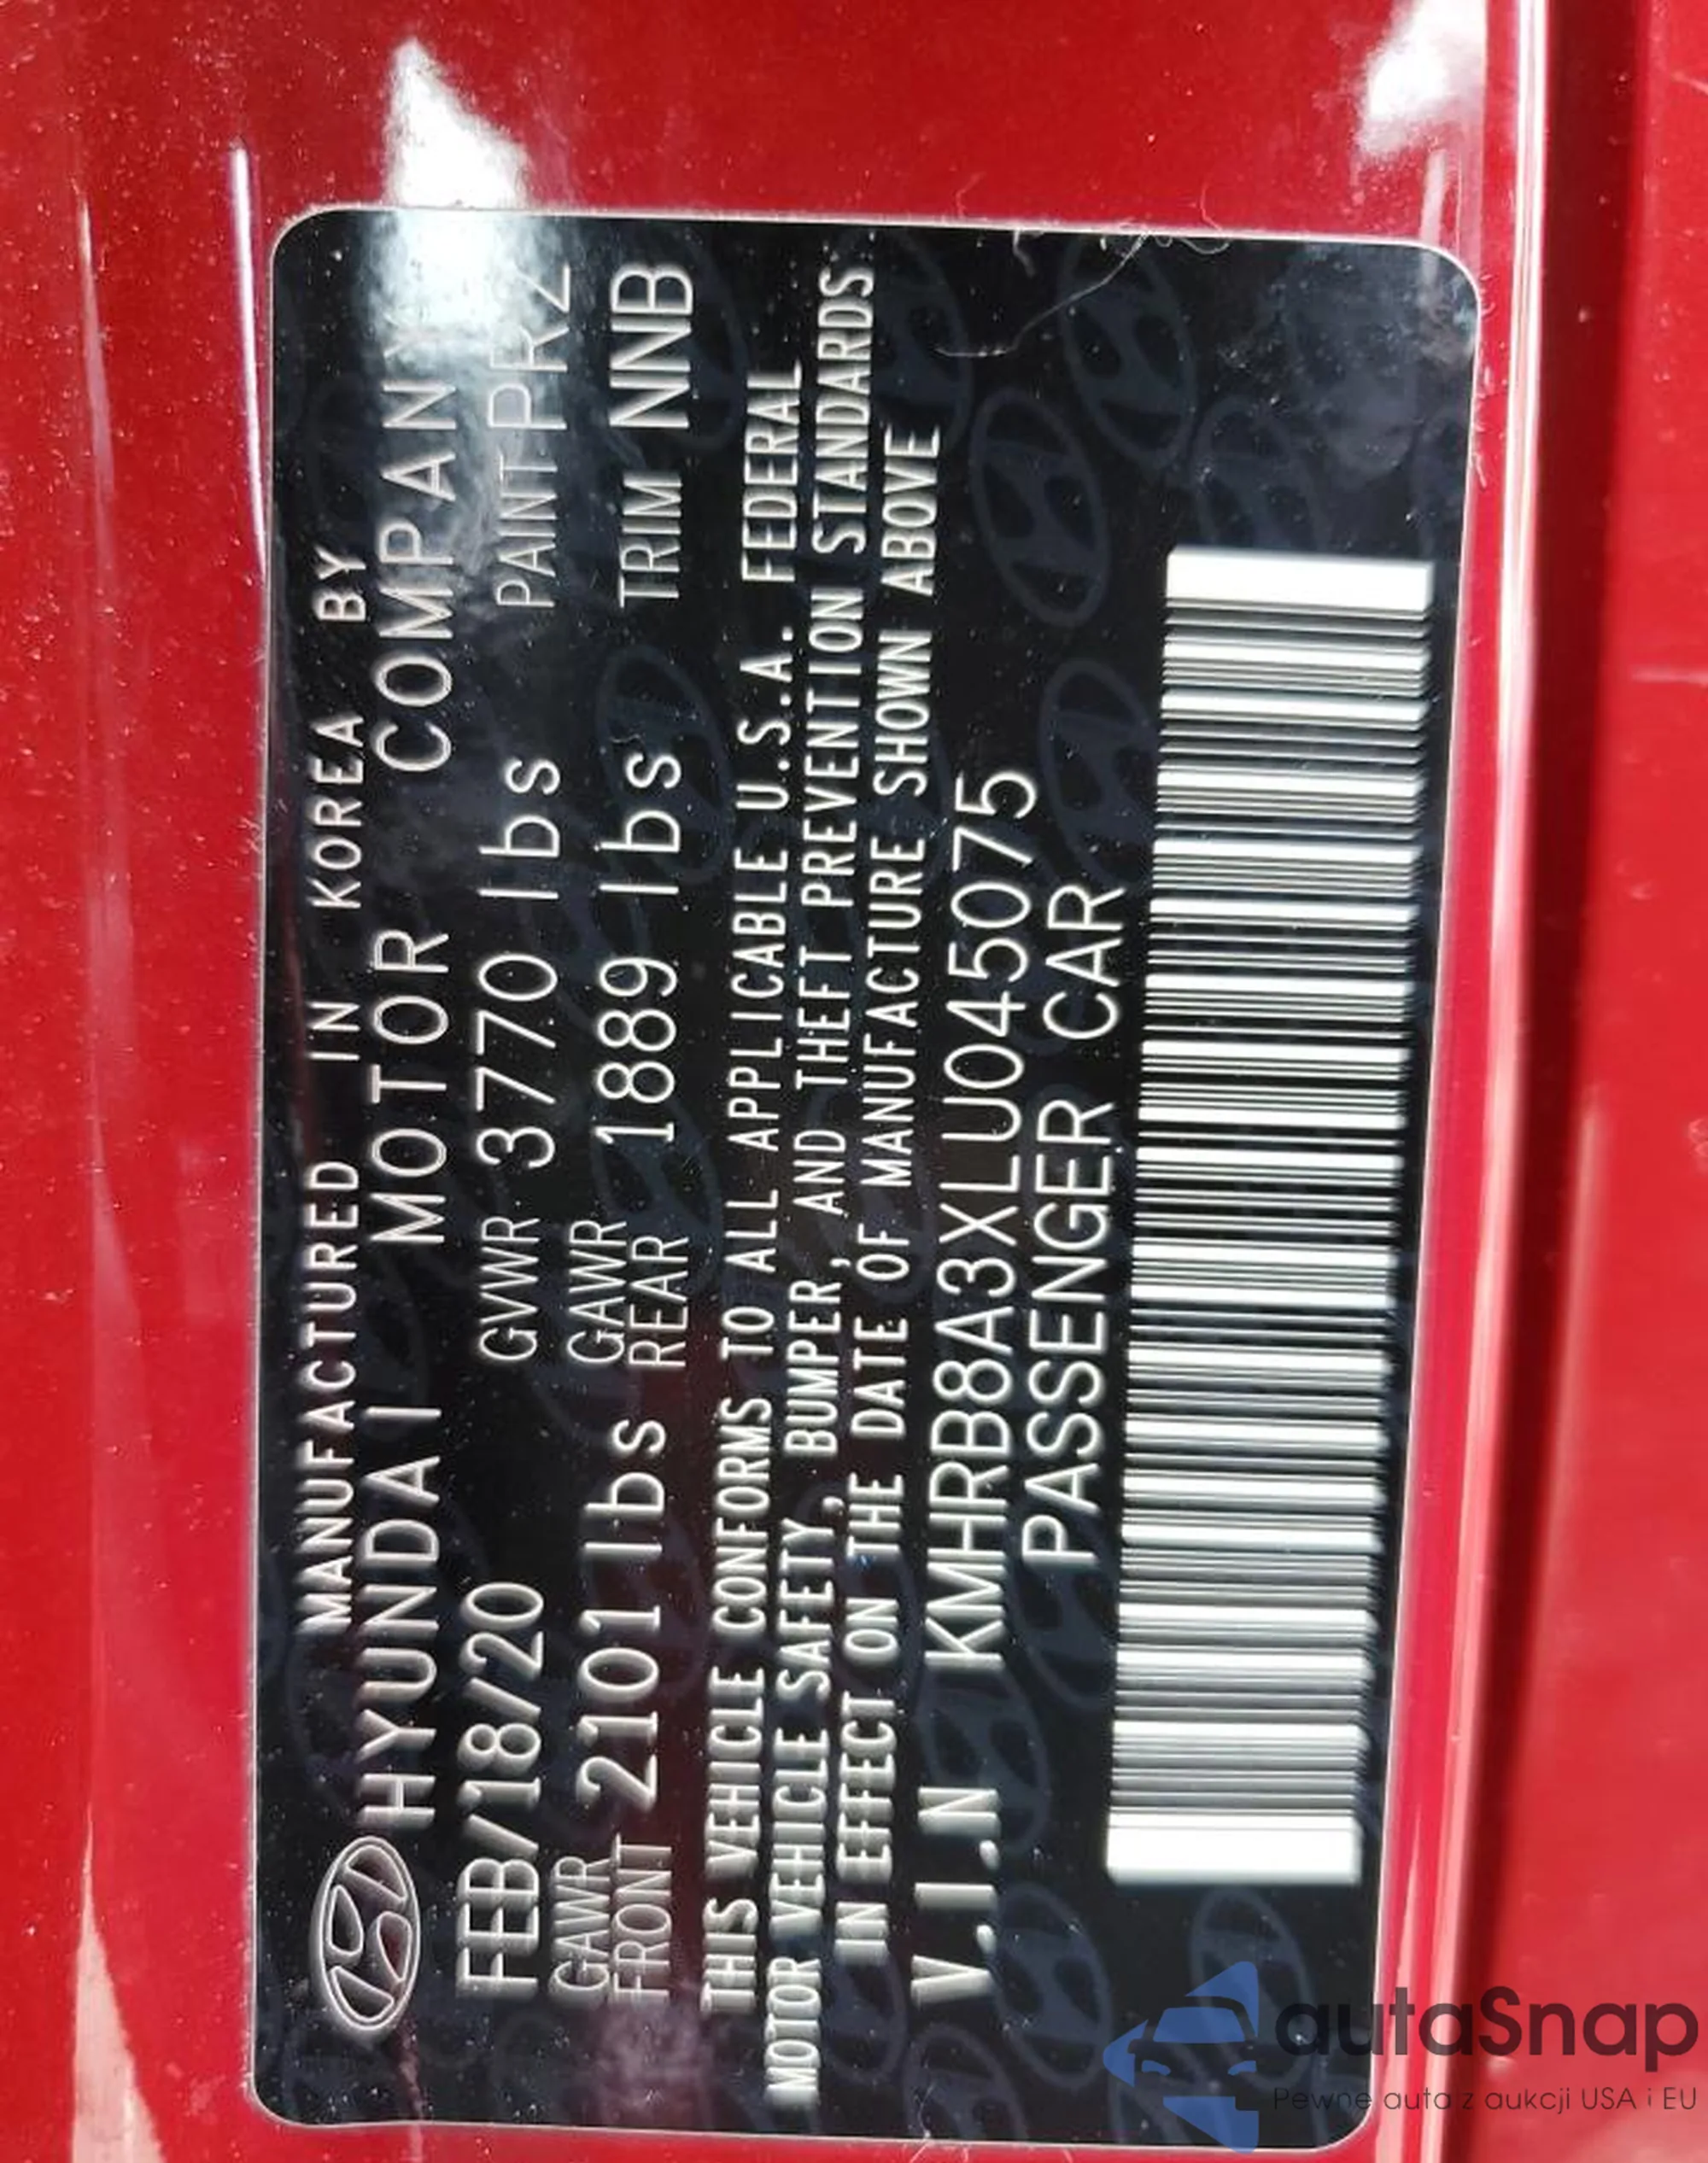 MANUFACTURED IN KOREA BY
HYUNDAI MOTOR COMPANY
FEB/18/20 GVWR 3770 lbs PAINT PR2
GAWR FRONT 2101 lbs GAWR REAR 1889 lbs TRIM NNB
THIS VEHICLE CONFORMS TO ALL APPLICABLE U.S.A. FEDERAL
MOTOR VEHICLE SAFETY, BUMPER, AND THEFT PREVENTION STANDARDS
IN EFFECT ON THE DATE OF MANUFACTURE SHOWN ABOVE
V.I.N KMHRB8A3XLU045075
PASSENGER CAR
autaSnap
Pewne auta z aukcji USA i EU